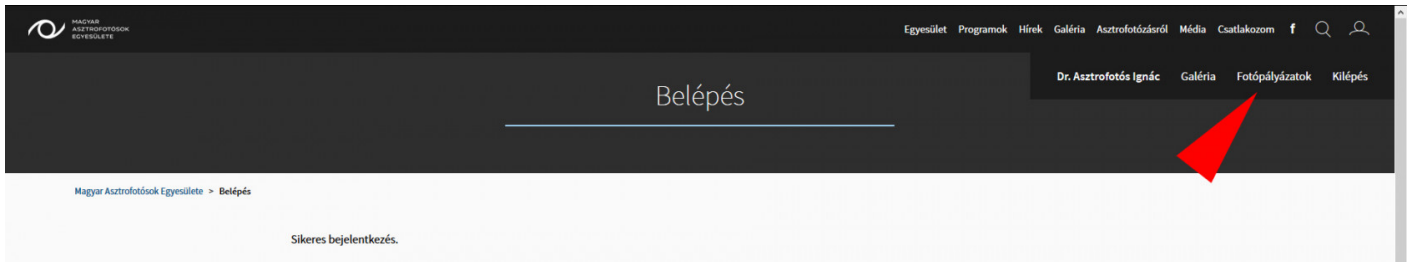 MAGYAR
ASZTROFOTÓSOK
EGYESÜLETE
Egyesület Programok Hírek Galéria Asztrofotózásról Média Csatlakozom f
Dr. Asztrofotós Ignác Galéria Fotópályázatok Kilépés
Belépés
Magyar Asztrofotósok Egyesülete > Belépés
Sikeres bejelentkezés.